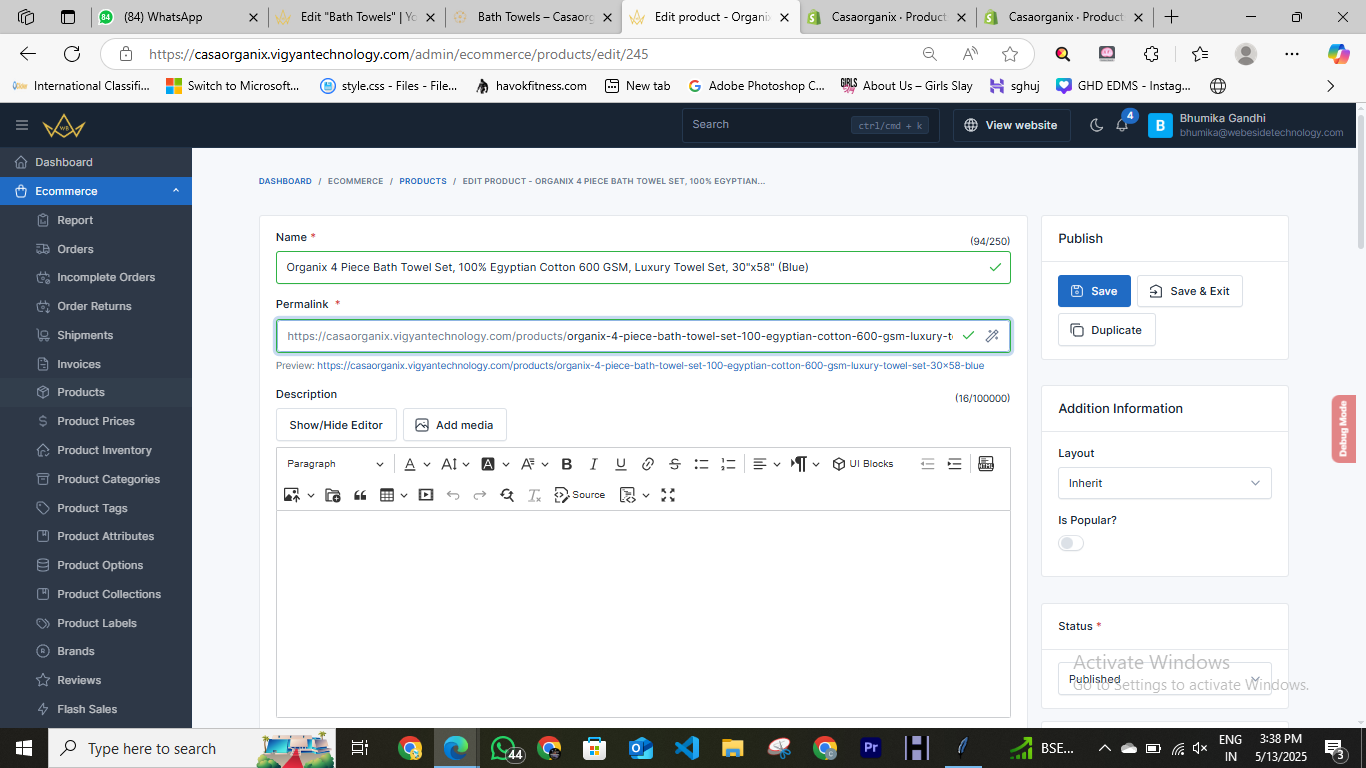 (84) WhatsApp
Edit "Bath Towels" | Yo
Bath Towels – Casaorg
Edit product - Organi
Casaorganix · Product
Casaorganix · Product
https://casaorganix.vigyantechnology.com/admin/ecommerce/products/edit/245
International Classifi...
Switch to Microsoft...
style.css - Files - File...
havokfitness.com
New tab
Adobe Photoshop C...
About Us – Girls Slay
sghuj
GHD EDMS - Instag...
Search
ctrl/cmd + k
View website
4
B
Bhumika Gandhi
bhumika@webesidetechnology.com
Dashboard
Ecommerce
Report
Orders
Incomplete Orders
Order Returns
Shipments
Invoices
Products
Product Prices
Product Inventory
Product Categories
Product Tags
Product Attributes
Product Options
Product Collections
Product Labels
Brands
Reviews
Flash Sales
DASHBOARD / ECOMMERCE / PRODUCTS / EDIT PRODUCT - ORGANIX 4 PIECE BATH TOWEL SET, 100% EGYPTIAN...
Name *
(94/250)
Organix 4 Piece Bath Towel Set, 100% Egyptian Cotton 600 GSM, Luxury Towel Set, 30"x58" (Blue)
Permalink *
https://casaorganix.vigyantechnology.com/products/organix-4-piece-bath-towel-set-100-egyptian-cotton-600-gsm-luxury-t
Preview: https://casaorganix.vigyantechnology.com/products/organix-4-piece-bath-towel-set-100-egyptian-cotton-600-gsm-luxury-towel-set-30×58-blue
Description
(16/100000)
Show/Hide Editor
Add media
Paragraph
UI Blocks
Source
Publish
Save
Save & Exit
Duplicate
Addition Information
Layout
Inherit
Is Popular?
Status *
Published
Debug Mode
Activate Windows
Go to Settings to activate Windows.
Type here to search
44
BSE...
ENG
IN
3:38 PM
5/13/2025
3